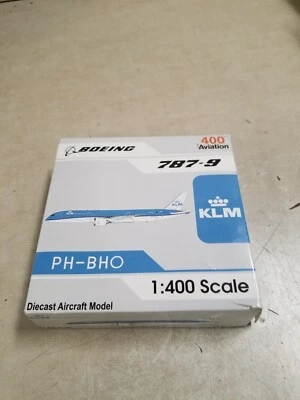 BOEING
400
Aviation
787-9
KLM
PH-BHO
1:400 Scale
Diecast Aircraft Model